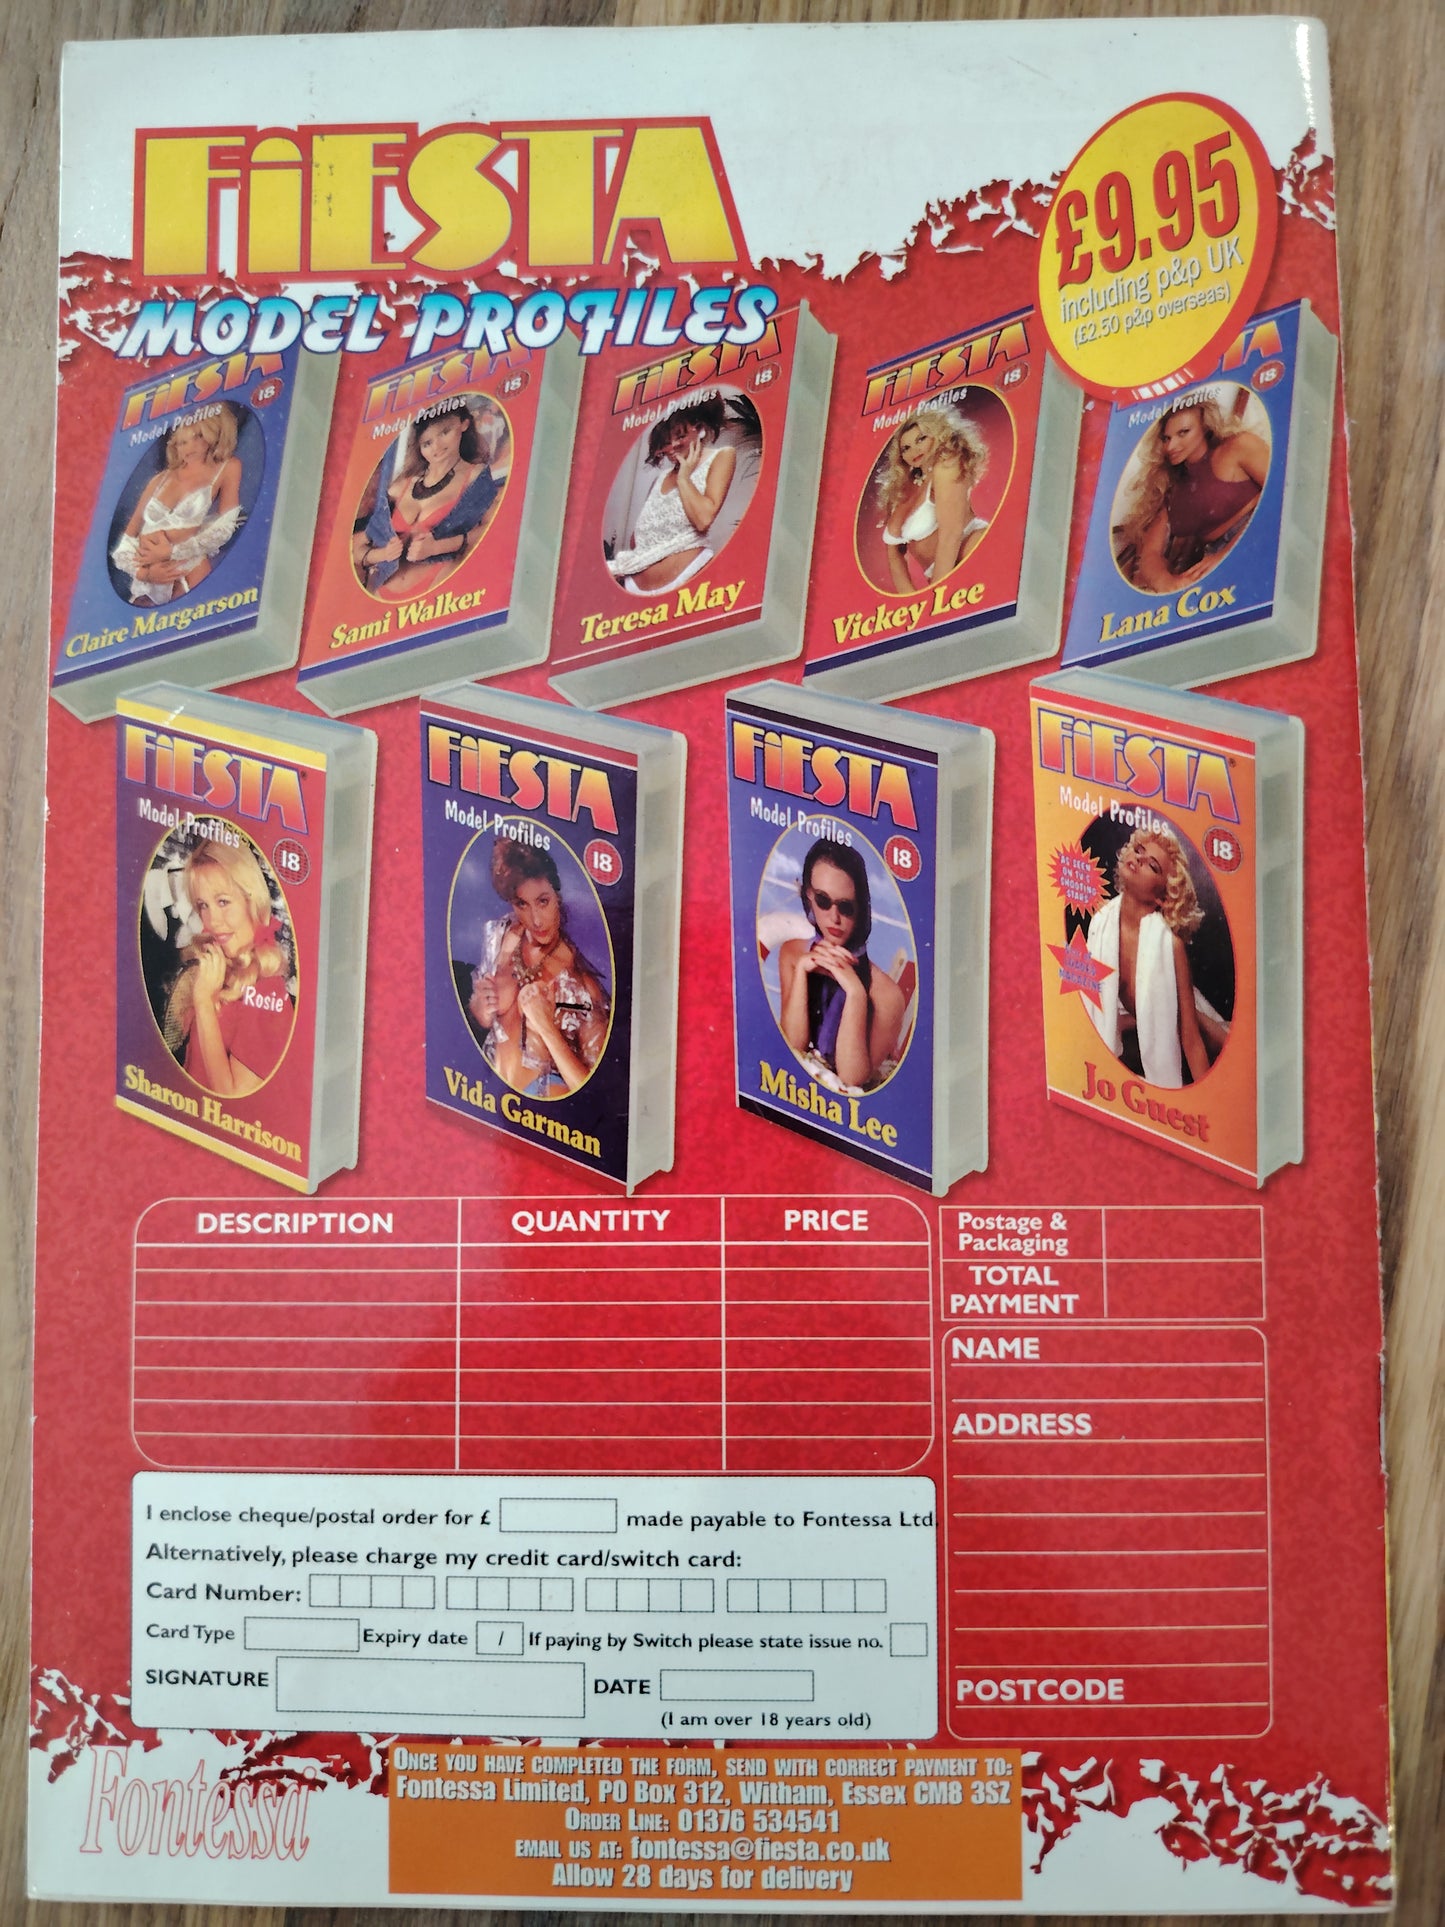 FiESTA
MODEL PROFILES
£9.95
including p&p UK
(£2.50 p&p overseas)
FiESTA
18
Model Profiles
Claire Margarson
FiESTA
18
Model Profiles
Sami Walker
FiESTA
18
Model Profiles
Teresa May
FiESTA
18
Model Profiles
Vickey Lee
18
Model Profiles
Lana Cox
FiESTA
Model Profiles
18
'Rosie'
Sharon Harrison
FiESTA
Model Profiles
18
Vida Garman
FiESTA
Model Profiles
18
Misha Lee
FiESTA
Model Profiles
18
AS SEEN
ON TV'S
SHOOTING
STARS
Jo Guest
DESCRIPTION QUANTITY PRICE
Postage &
Packaging
TOTAL
PAYMENT
NAME
ADDRESS
POSTCODE
I enclose cheque/postal order for £ made payable to Fontessa Ltd.
Alternatively, please charge my credit card/switch card:
Card Number:
Card Type Expiry date / If paying by Switch please state issue no.
SIGNATURE DATE
(I am over 18 years old)
Fontessa
ONCE YOU HAVE COMPLETED THE FORM, SEND WITH CORRECT PAYMENT TO:
Fontessa Limited, PO Box 312, Witham, Essex CM8 3SZ
ORDER LINE: 01376 534541
EMAIL US AT: fontessa@fiesta.co.uk
Allow 28 days for delivery